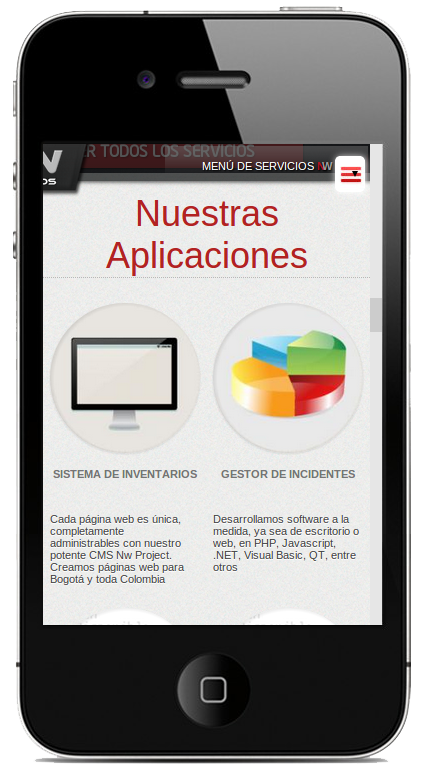 R TODOS LOS SERVICIOS
MENÚ DE SERVICIOS NW
Nuestras
Aplicaciones
SISTEMA DE INVENTARIOS
GESTOR DE INCIDENTES
Cada página web es única,
completamente
administrables con nuestro
potente CMS Nw Project.
Creamos páginas web para
Bogotá y toda Colombia
Desarrollamos software a la
medida, ya sea de escritorio o
web, en PHP, Javascript,
.NET, Visual Basic, QT, entre
otros